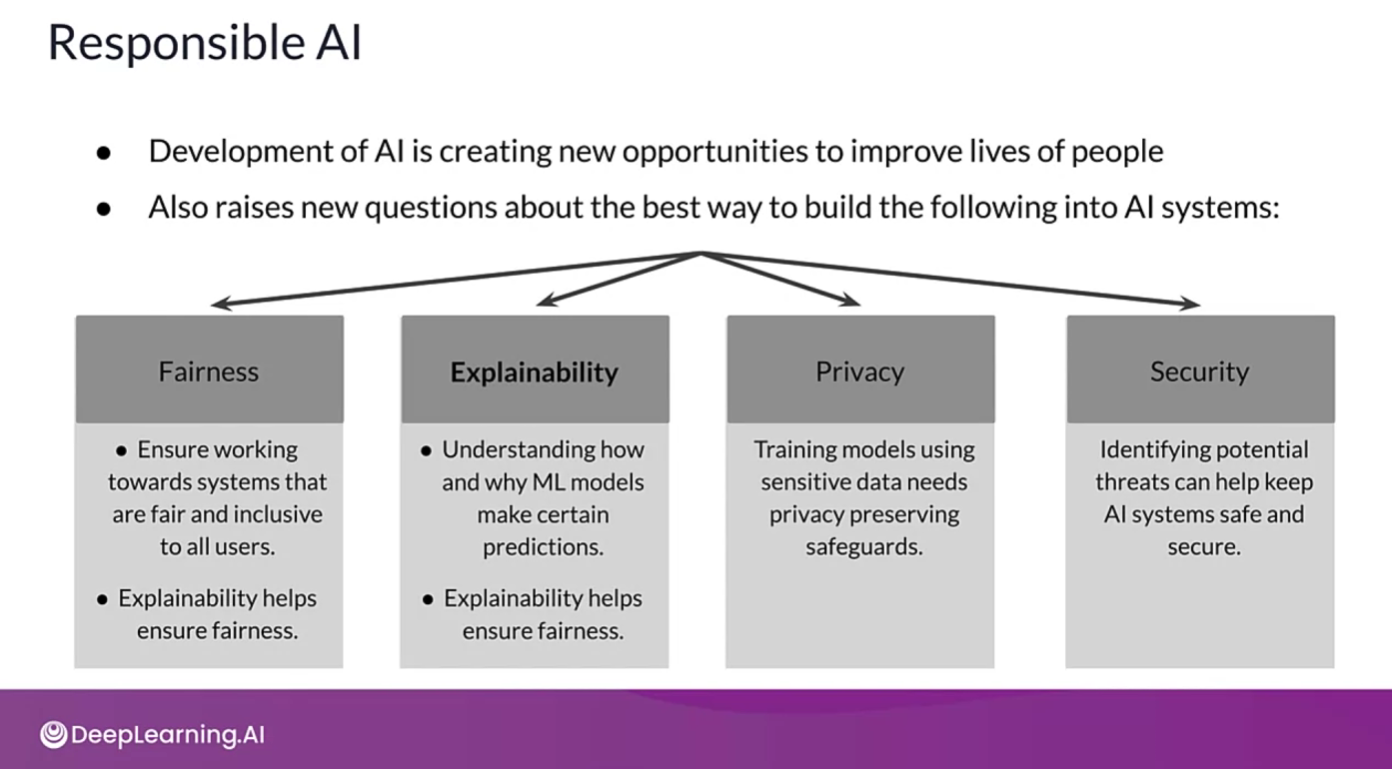 Responsible AI
● Development of AI is creating new opportunities to improve lives of people
● Also raises new questions about the best way to build the following into AI systems:
Fairness
● Ensure working
towards systems that
are fair and inclusive
to all users.
● Explainability helps
ensure fairness.
Explainability
● Understanding how
and why ML models
make certain
predictions.
● Explainability helps
ensure fairness.
Privacy
Training models using
sensitive data needs
privacy preserving
safeguards.
Security
Identifying potential
threats can help keep
AI systems safe and
secure.
DeepLearning.AI